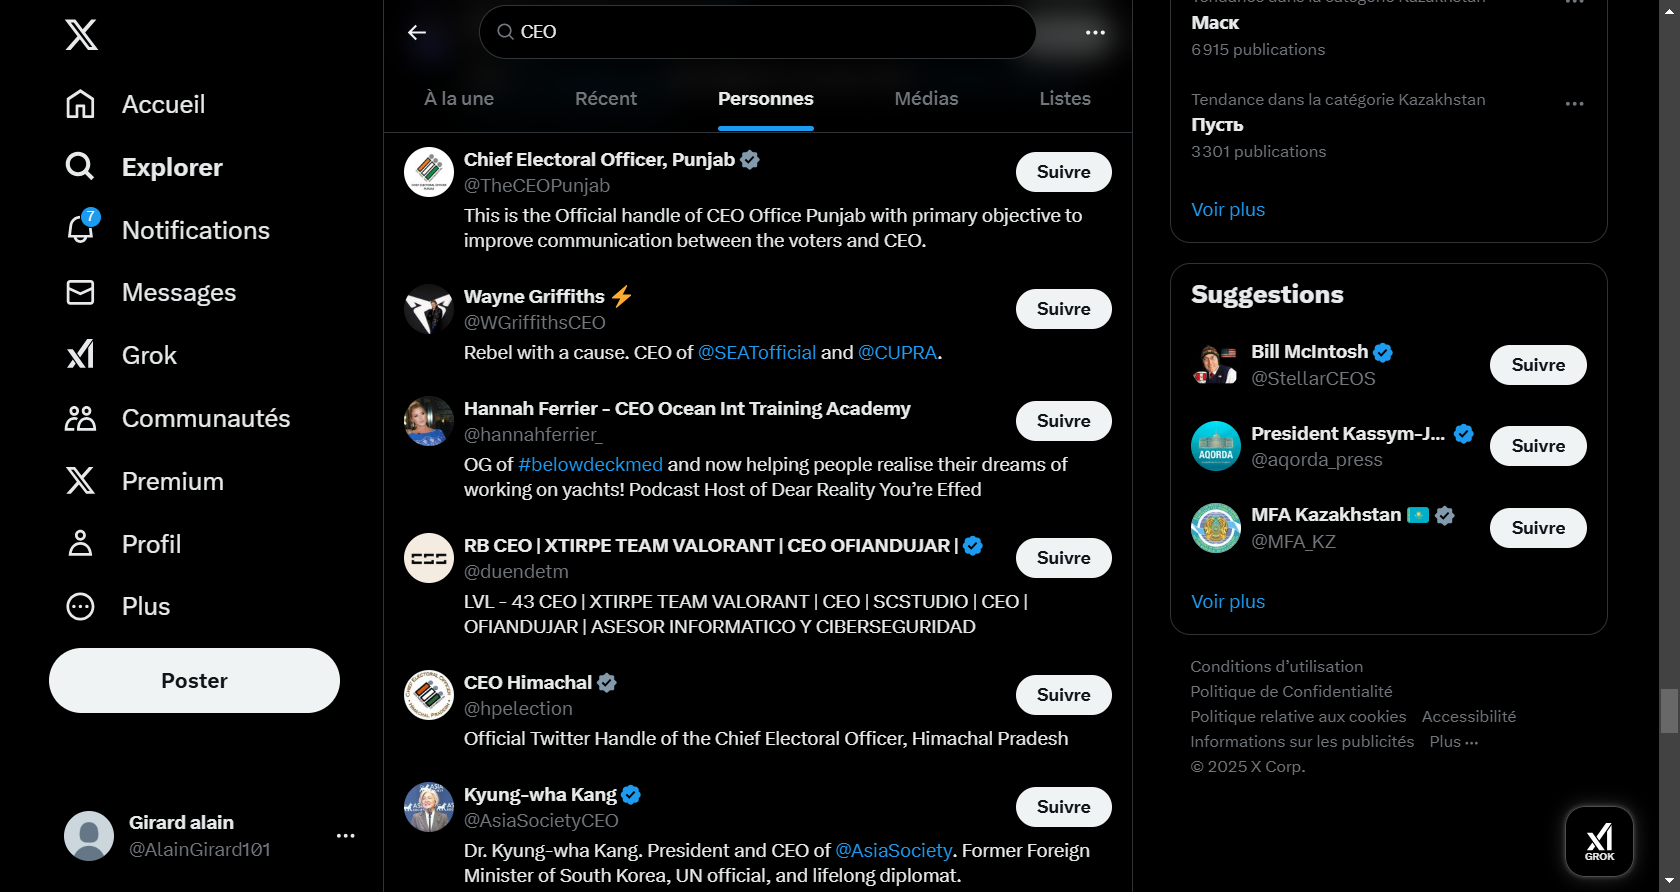 Accueil
Explorer
7
Notifications
Messages
Grok
Communautés
Premium
Profil
Plus
Poster
Girard alain
@AlainGirard101
CEO
À la une
Récent
Personnes
Médias
Listes
Chief Electoral Officer, Punjab
@TheCEOPunjab
Suivre
This is the Official handle of CEO Office Punjab with primary objective to
improve communication between the voters and CEO.
Wayne Griffiths ⚡
@WGriffithsCEO
Suivre
Rebel with a cause. CEO of @SEATofficial and @CUPRA.
Hannah Ferrier - CEO Ocean Int Training Academy
@hannahferrier_
Suivre
OG of #belowdeckmed and now helping people realise their dreams of
working on yachts! Podcast Host of Dear Reality You’re Effed
RB CEO | XTIRPE TEAM VALORANT | CEO OFIANDUJAR |
@duendetm
Suivre
LVL - 43 CEO | XTIRPE TEAM VALORANT | CEO | SCSTUDIO | CEO |
OFIANDUJAR | ASESOR INFORMATICO Y CIBERSEGURIDAD
CEO Himachal
@hpelection
Suivre
Official Twitter Handle of the Chief Electoral Officer, Himachal Pradesh
Kyung-wha Kang
@AsiaSocietyCEO
Suivre
Dr. Kyung-wha Kang. President and CEO of @AsiaSociety. Former Foreign
Minister of South Korea, UN official, and lifelong diplomat.
Tendance dans la catégorie Kazakhstan
Маск
6 915 publications
Tendance dans la catégorie Kazakhstan
Пусть
3 301 publications
Voir plus
Suggestions
Bill McIntosh
@StellarCEOS
Suivre
President Kassym-J...
@aqorda_press
Suivre
AQORDA
MFA Kazakhstan 🇰🇿
@MFA_KZ
Suivre
Voir plus
Conditions d’utilisation
Politique de Confidentialité
Politique relative aux cookies Accessibilité
Informations sur les publicités Plus ···
© 2025 X Corp.
GROK